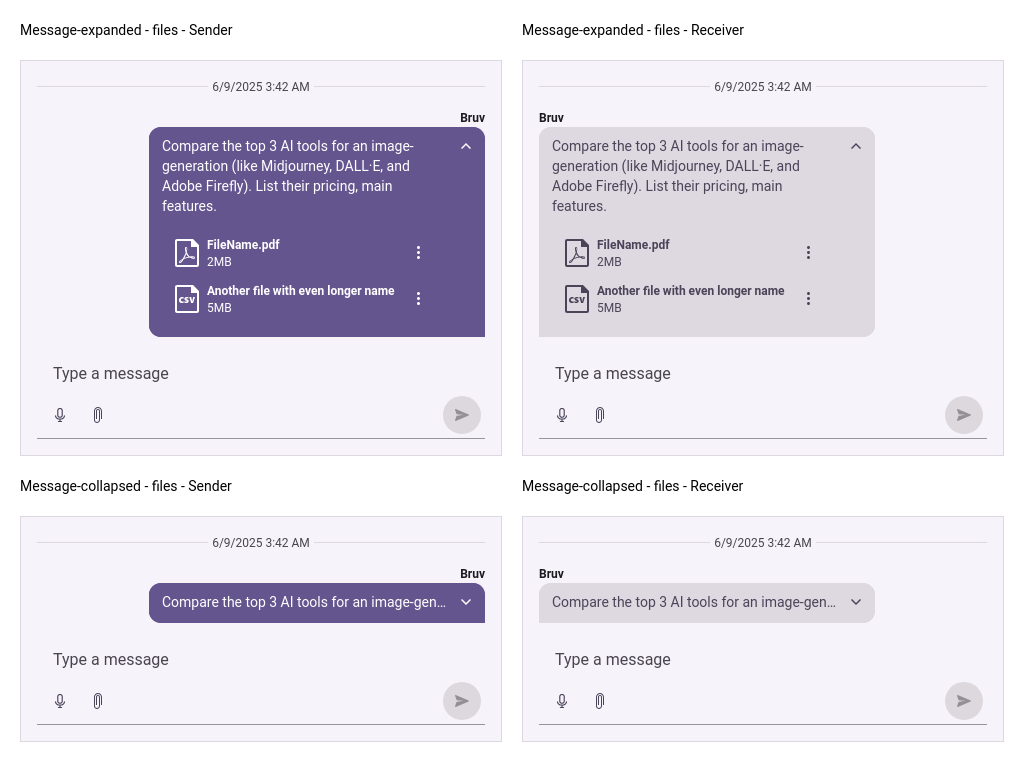 Message-expanded - files - Sender
6/9/2025 3:42 AM
Bruv
Compare the top 3 AI tools for an image-
generation (like Midjourney, DALL·E, and
Adobe Firefly). List their pricing, main
features.
FileName.pdf
2MB
csv
Another file with even longer name
5MB
Type a message
Message-expanded - files - Receiver
6/9/2025 3:42 AM
Bruv
Compare the top 3 AI tools for an image-
generation (like Midjourney, DALL·E, and
Adobe Firefly). List their pricing, main
features.
FileName.pdf
2MB
csv
Another file with even longer name
5MB
Type a message
Message-collapsed - files - Sender
6/9/2025 3:42 AM
Bruv
Compare the top 3 AI tools for an image-gen...
Type a message
Message-collapsed - files - Receiver
6/9/2025 3:42 AM
Bruv
Compare the top 3 AI tools for an image-gen...
Type a message